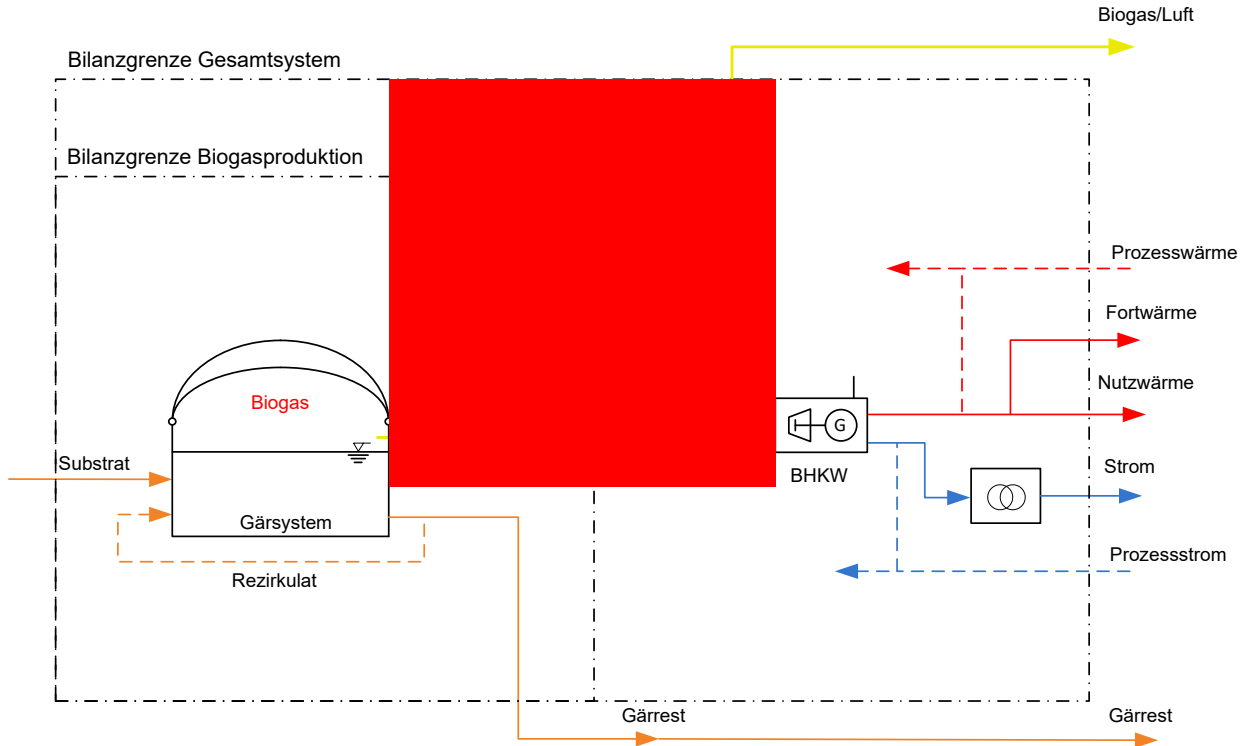 Biogas/Luft
Bilanzgrenze Gesamtsystem
Bilanzgrenze Biogasproduktion
Prozesswärme
Fortwärme
Nutzwärme
Biogas
G
Substrat
BHKW
Strom
Gärsystem
Prozessstrom
Rezirkulat
Gärrest
Gärrest